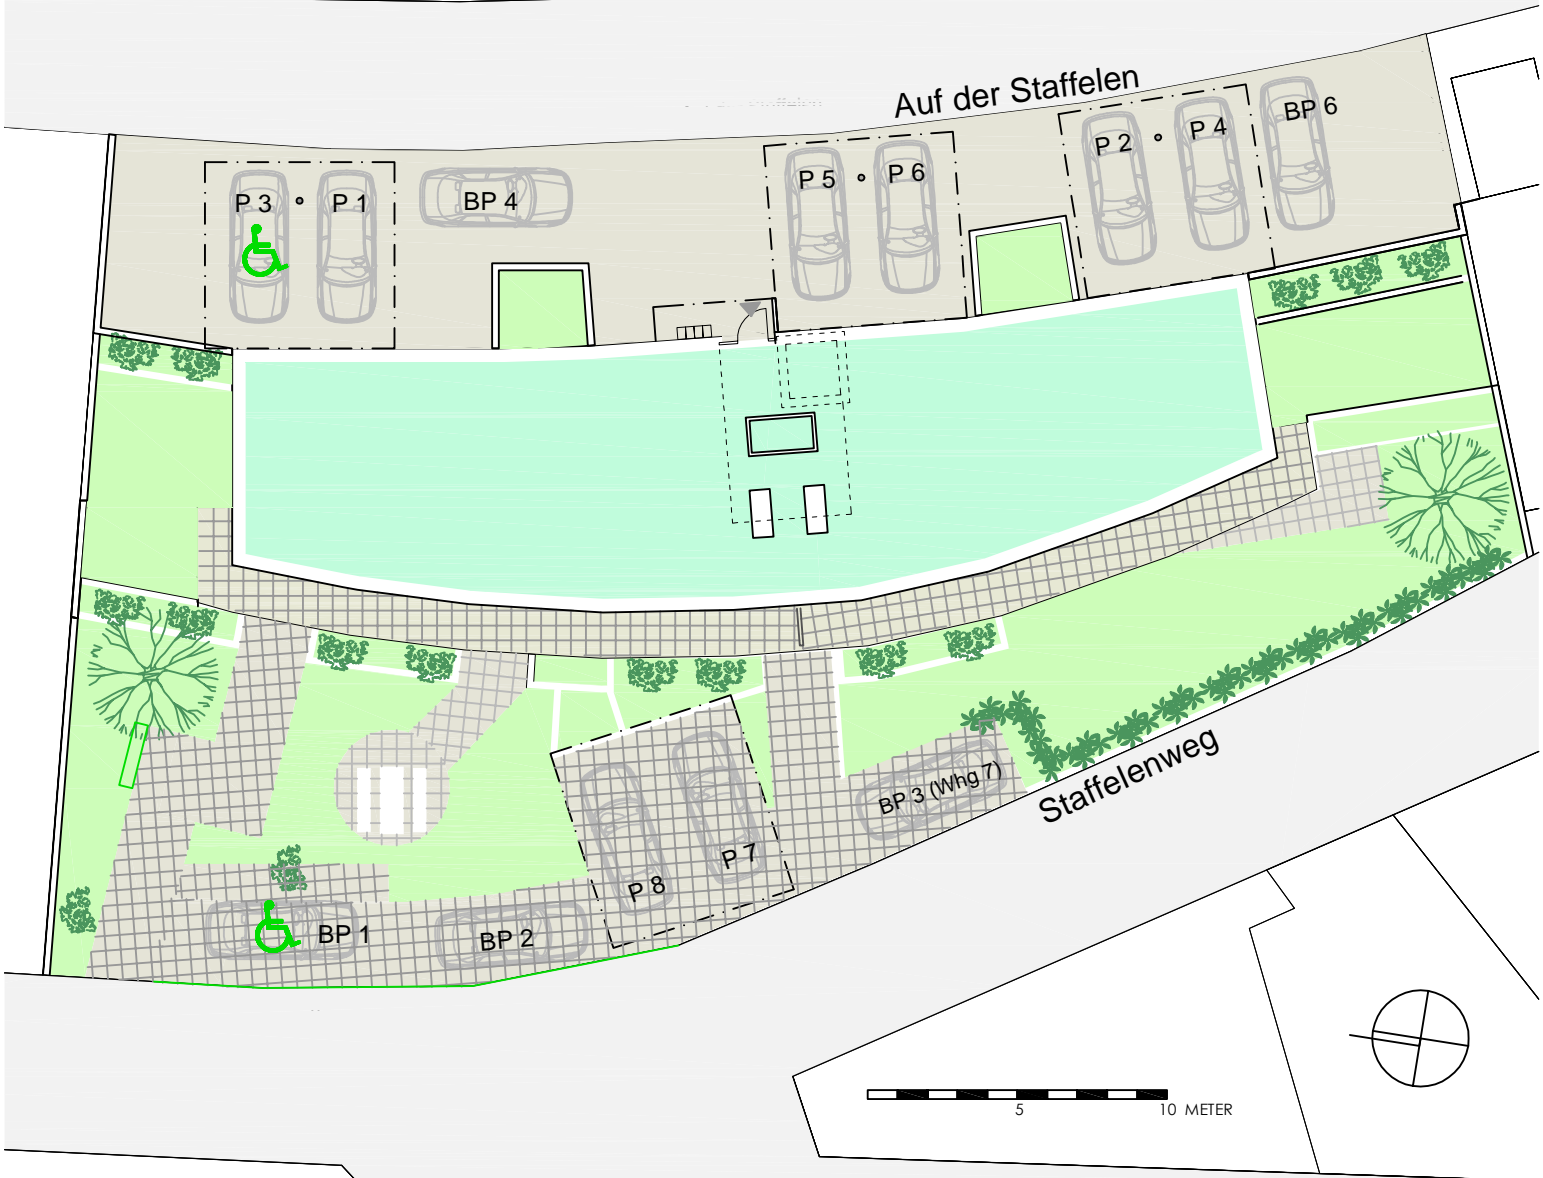 Auf der Staffelen
P 3
P 1
BP 4
P 5
P 6
P 2
P 4
BP 6
BP 3 (Whg 7)
Staffelenweg
P 7
P 8
BP 1
BP 2
5
10 METER